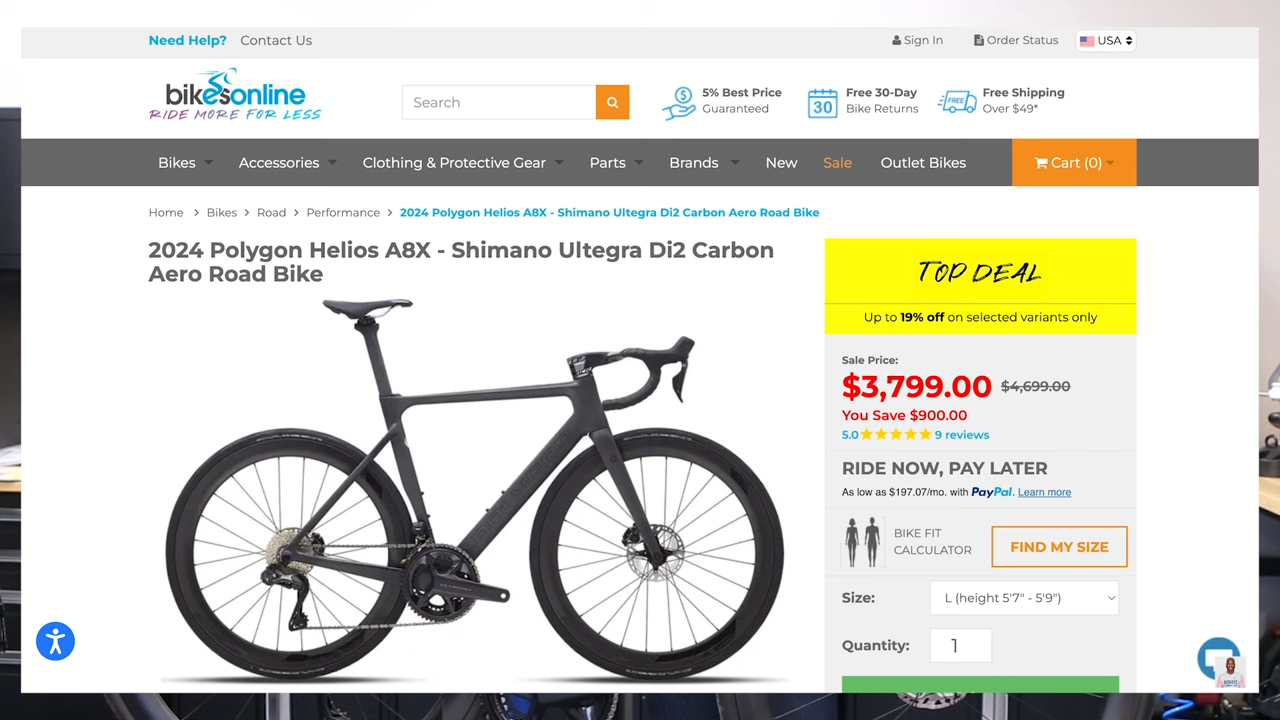 Need Help? Contact Us
Sign In
Order Status
USA
bikesonline
RIDE MORE FOR LESS
Search
5% Best Price
Guaranteed
30
Free 30-Day
Bike Returns
FREE
Free Shipping
Over $49*
Bikes
Accessories
Clothing & Protective Gear
Parts
Brands
New
Sale
Outlet Bikes
Cart (0)
Home > Bikes > Road > Performance > 2024 Polygon Helios A8X - Shimano Ultegra Di2 Carbon Aero Road Bike
2024 Polygon Helios A8X - Shimano Ultegra Di2 Carbon
Aero Road Bike
TOP DEAL
Up to 19% off on selected variants only
Sale Price:
$3,799.00 $4,699.00
You Save $900.00
5.0 9 reviews
RIDE NOW, PAY LATER
As low as $197.07/mo. with PayPal. Learn more
BIKE FIT
CALCULATOR
FIND MY SIZE
Size: L (height 5'7" - 5'9")
Quantity: 1